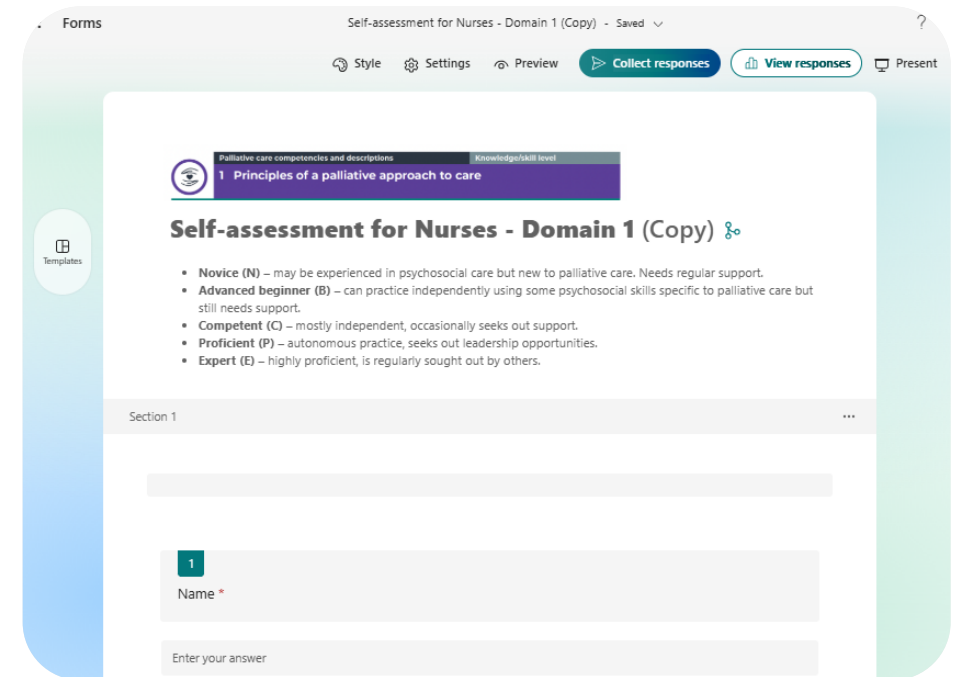 Forms
Self-assessment for Nurses - Domain 1 (Copy) - Saved
?
Style
Settings
Preview
Collect responses
View responses
Present
Templates
Palliative care competencies and descriptions
Knowledge/skill level
1 Principles of a palliative approach to care
Self-assessment for Nurses - Domain 1 (Copy)
• Novice (N) – may be experienced in psychosocial care but new to palliative care. Needs regular support.
• Advanced beginner (B) – can practice independently using some psychosocial skills specific to palliative care but
still needs support.
• Competent (C) – mostly independent, occasionally seeks out support.
• Proficient (P) – autonomous practice, seeks out leadership opportunities.
• Expert (E) – highly proficient, is regularly sought out by others.
Section 1
...
1
Name *
Enter your answer